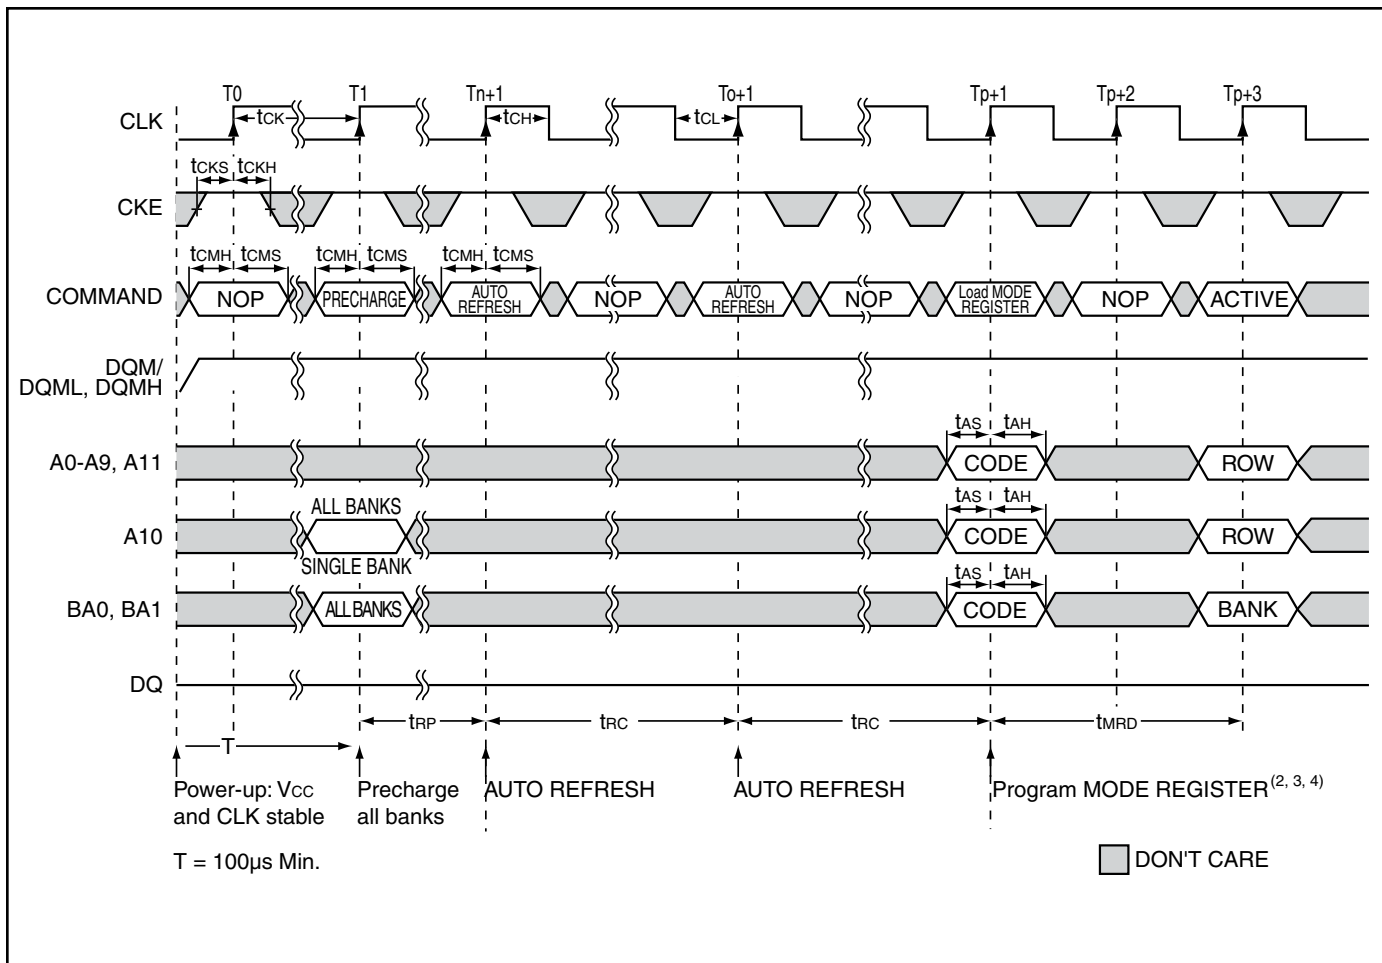 T0 T1 Tn+1 To+1 Tp+1 Tp+2 Tp+3
CLK tCK tCH tCL
tCKS tCKH
CKE
tCMH tCMS tCMH tCMS tCMH tCMS
COMMAND NOP PRECHARGE AUTO REFRESH NOP AUTO REFRESH NOP Load MODE REGISTER NOP ACTIVE
DQM/
DQML, DQMH
tAS tAH
A0-A9, A11 CODE ROW
ALL BANKS tAS tAH
A10 CODE ROW
SINGLE BANK tAS tAH
BA0, BA1 ALL BANKS CODE BANK
DQ
tRP tRC tRC tMRD
T
Power-up: VCC and CLK stable
Precharge all banks
AUTO REFRESH
AUTO REFRESH
Program MODE REGISTER(2, 3, 4)
T = 100µs Min.
DON'T CARE